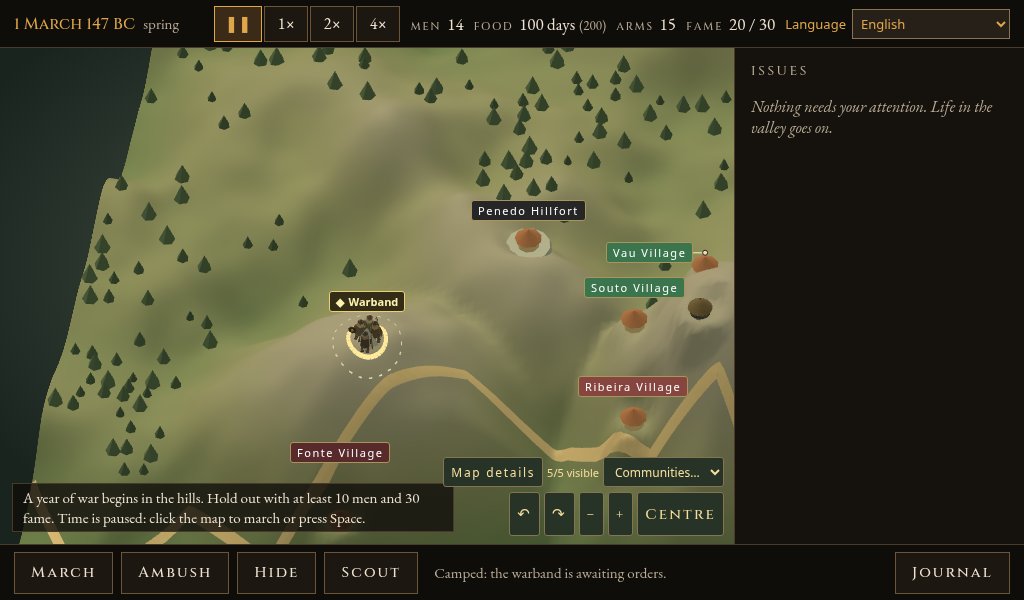 1 March 147 BC spring ❚❚ 1× 2× 4× MEN 14 FOOD 100 days (200) ARMS 15 FAME 20 / 30 Language English
ISSUES
Nothing needs your attention. Life in the
valley goes on.
Penedo Hillfort
Vau Village
Souto Village
◆ Warband
Ribeira Village
Fonte Village
Map details 5/5 visible Communities...
A year of war begins in the hills. Hold out with at least 10 men and 30
fame. Time is paused: click the map to march or press Space.
↶ ↷ − + CENTRE
MARCH AMBUSH HIDE SCOUT Camped: the warband is awaiting orders. JOURNAL